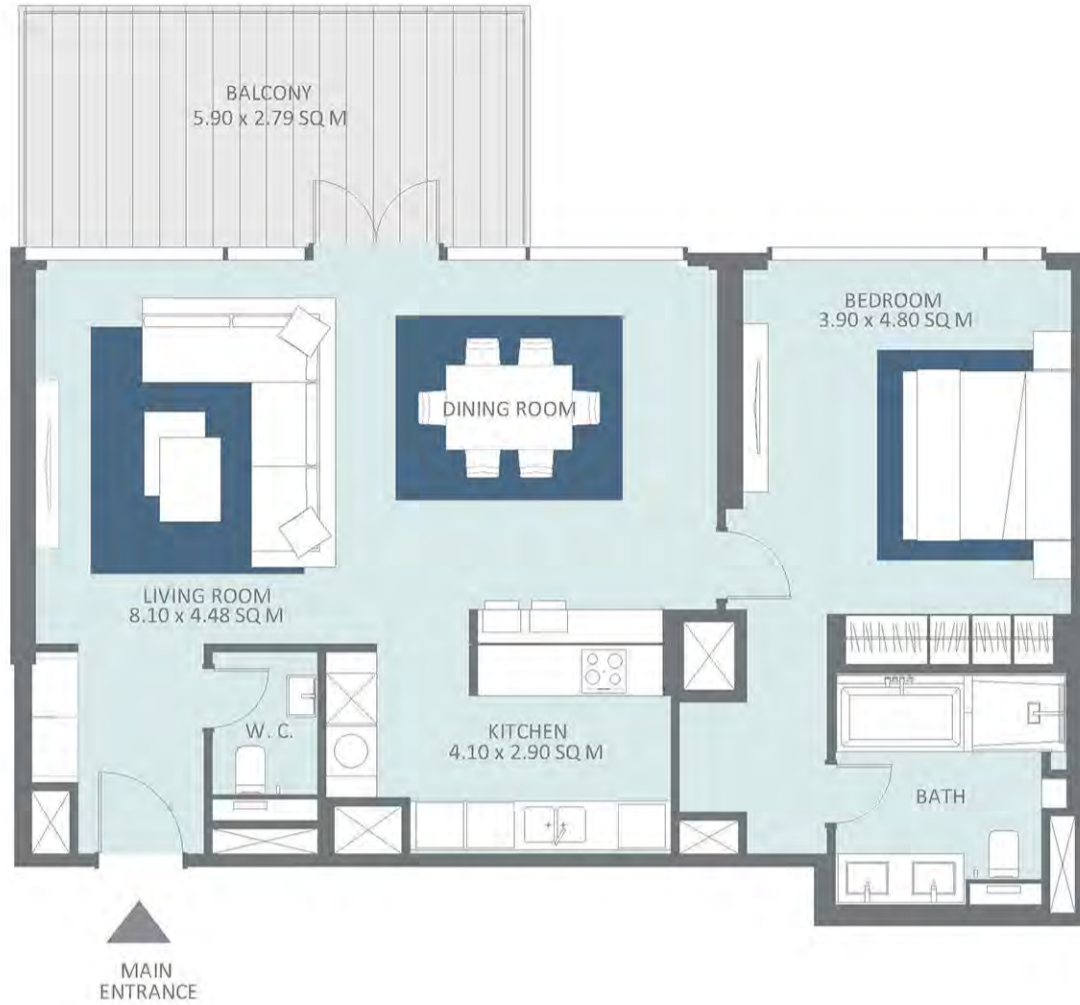 BALCONY
5.90 x 2.79 SQ M
BEDROOM
3.90 x 4.80 SQ M
DINING ROOM
LIVING ROOM
8.10 x 4.48 SQ M
W. C.
KITCHEN
4.10 x 2.90 SQ M
BATH
MAIN
ENTRANCE